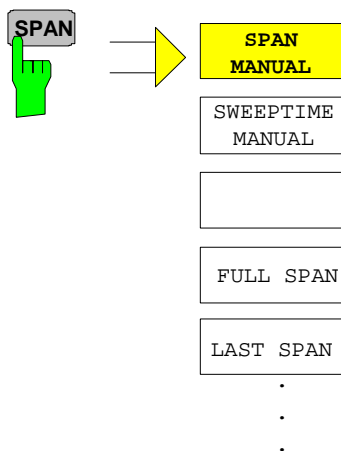 SPAN
SPAN
MANUAL
SWEEPTIME
MANUAL
FULL SPAN
LAST SPAN
.
.
.